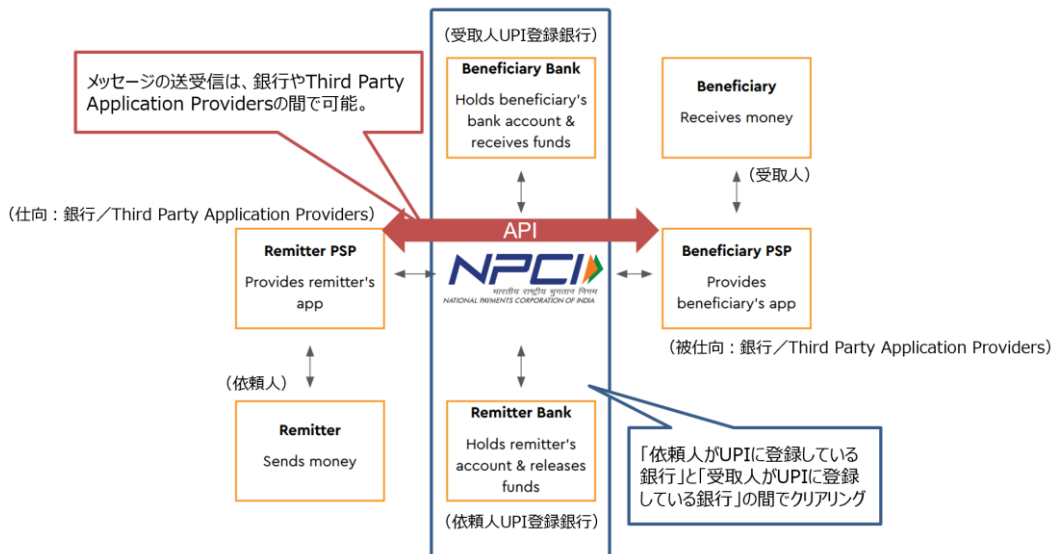 （受取人UPI登録銀行）
メッセージの送受信は、銀行やThird Party
Application Providersの間で可能。
Beneficiary Bank
Holds beneficiary's
bank account &
receives funds
Beneficiary
Receives money
（受取人）
（仕向：銀行／Third Party Application Providers）
API
Remitter PSP
Provides remitter's
app
NPCI
भारतीय राष्ट्रीय भुगतान निगम
NATIONAL PAYMENTS CORPORATION OF INDIA
Beneficiary PSP
Provides
beneficiary's app
（被仕向：銀行／Third Party Application Providers）
（依頼人）
Remitter
Sends money
Remitter Bank
Holds remitter's
account & releases
funds
（依頼人UPI登録銀行）
「依頼人がUPIに登録している
銀行」と「受取人がUPIに登録
している銀行」の間でクリアリング